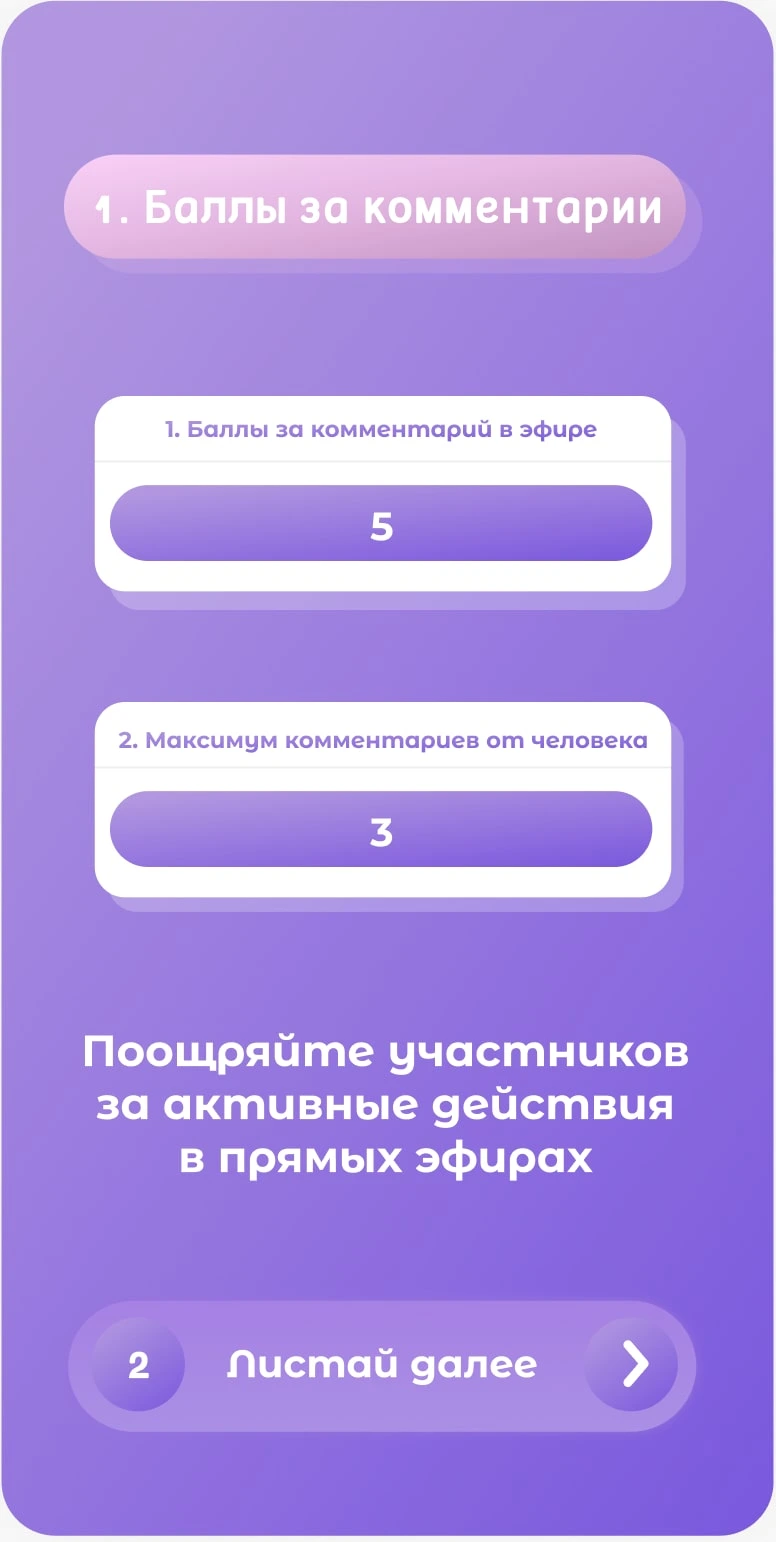 1. Баллы за комментарии
1. Баллы за комментарий в эфире
5
2. Максимум комментариев от человека
3
Поощряйте участников
за активные действия
в прямых эфирах
2 Листай далее